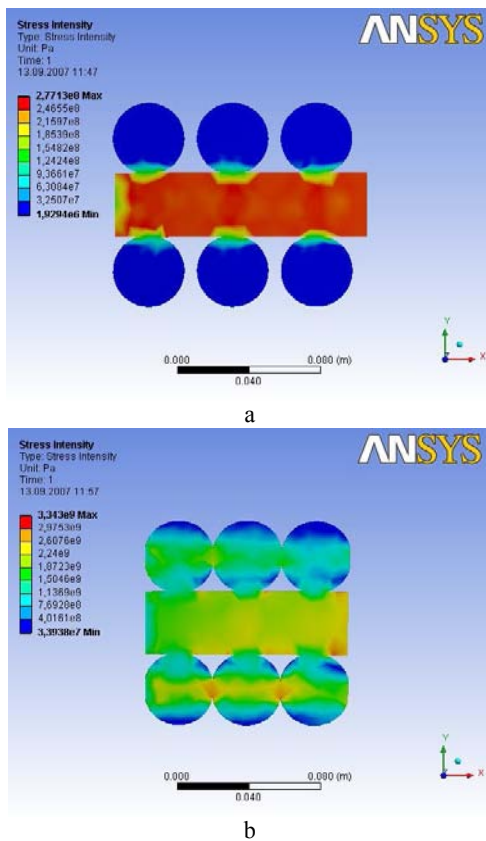 Stress Intensity
Type: Stress Intensity
Unit: Pa
Time: 1
13.09.2007 11:47
ANSYS
2,7713e8 Max
2,4655e8
2,1597e8
1,8539e8
1,5482e8
1,2424e8
9,3661e7
6,3084e7
3,2507e7
1,9294e6 Min
Y
X
0.000
0.080 (m)
0.040
a
Stress Intensity
Type: Stress Intensity
Unit: Pa
Time: 1
13.09.2007 11:57
ANSYS
3,343e9 Max
2,9753e9
2,6076e9
2,24e9
1,8723e9
1,5046e9
1,1369e9
7,6928e8
4,0161e8
3,3938e7 Min
Y
X
0.000
0.080 (m)
0.040
b